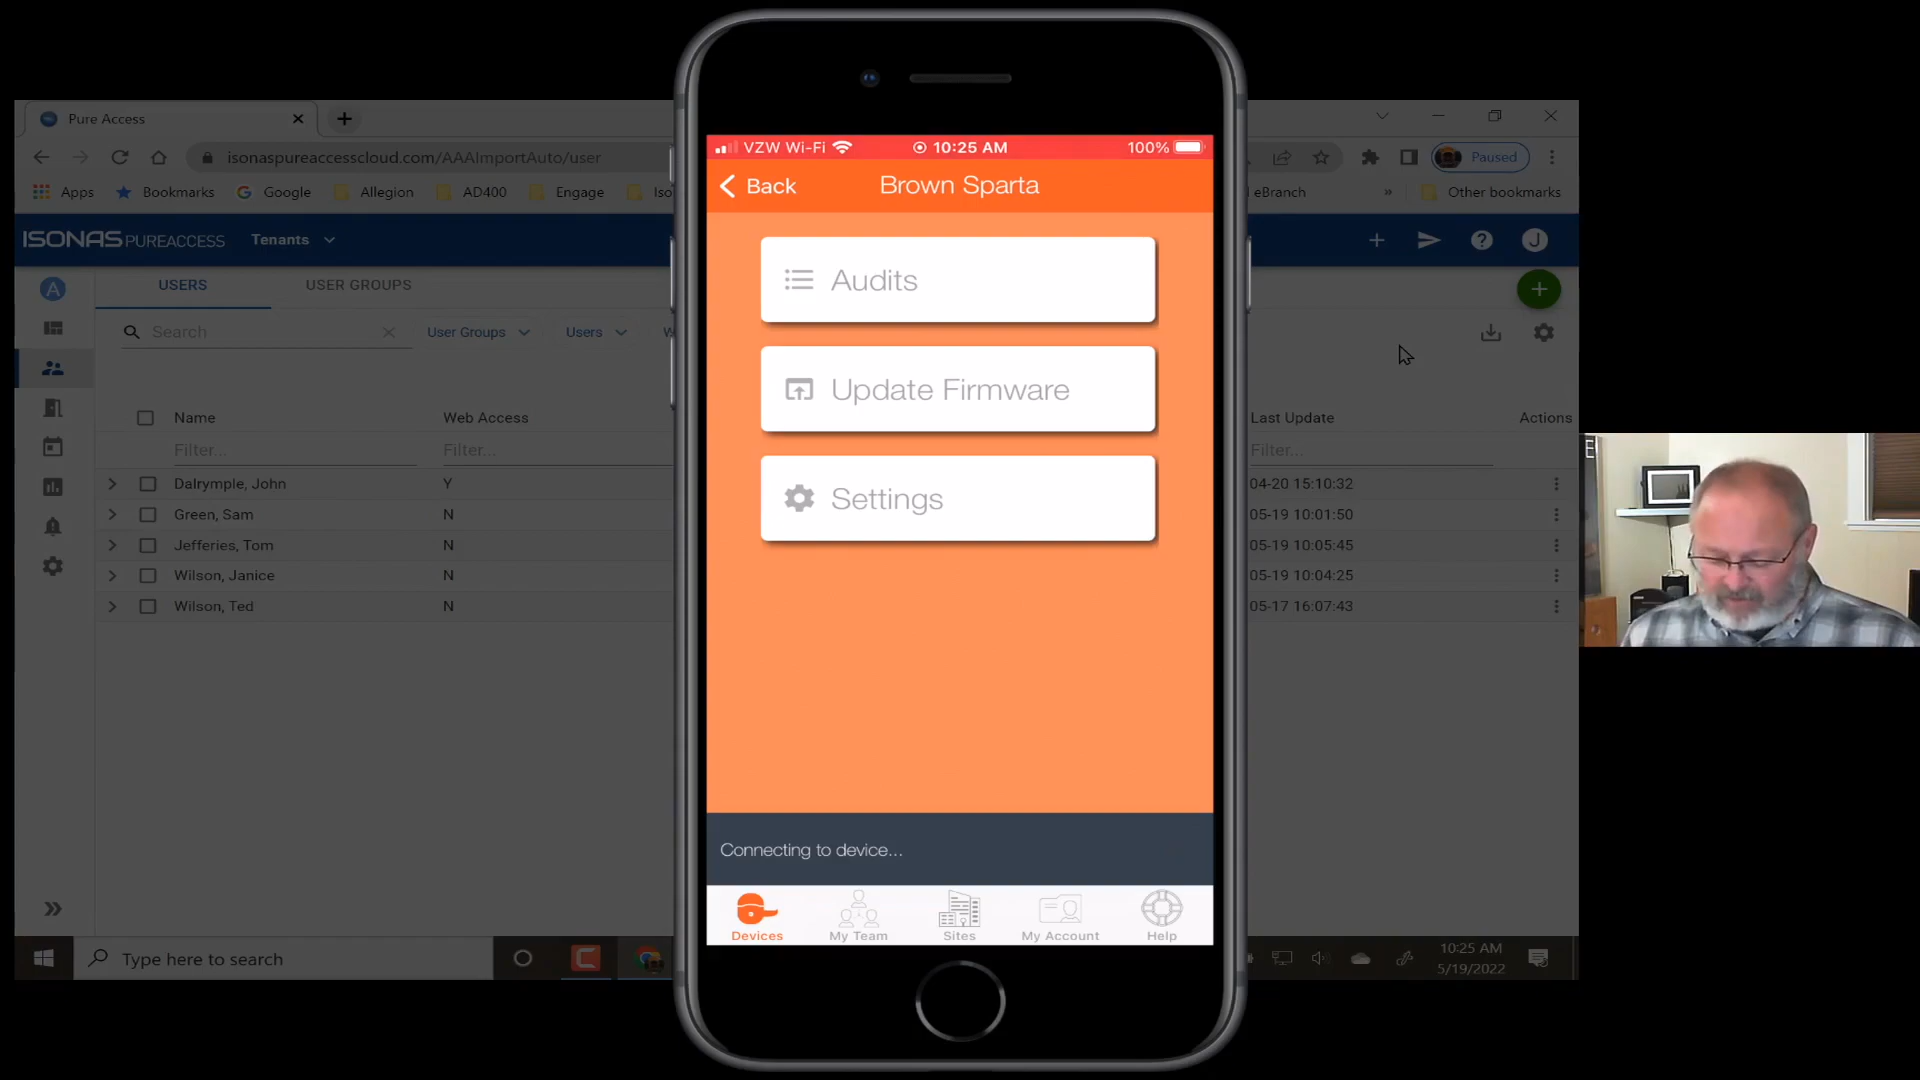 Pure Access
isonaspureaccesscloud.com/AAAImportAuto/user
Paused
Apps
Bookmarks
Google
Allegion
AD400
Engage
eBranch
»
Other bookmarks
ISONAS PUREACCESS
Tenants
?
J
A
USERS
USER GROUPS
Search
User Groups
Users
Name
Web Access
Last Update
Actions
Filter...
Filter...
Filter...
Dalrymple, John
Y
04-20 15:10:32
Green, Sam
N
05-19 10:01:50
Jefferies, Tom
N
05-19 10:05:45
Wilson, Janice
N
05-19 10:04:25
Wilson, Ted
N
05-17 16:07:43
VZW Wi-Fi
10:25 AM
100%
Back
Brown Sparta
Audits
Update Firmware
Settings
Connecting to device...
Devices
My Team
Sites
My Account
Help
Type here to search
10:25 AM
5/19/2022